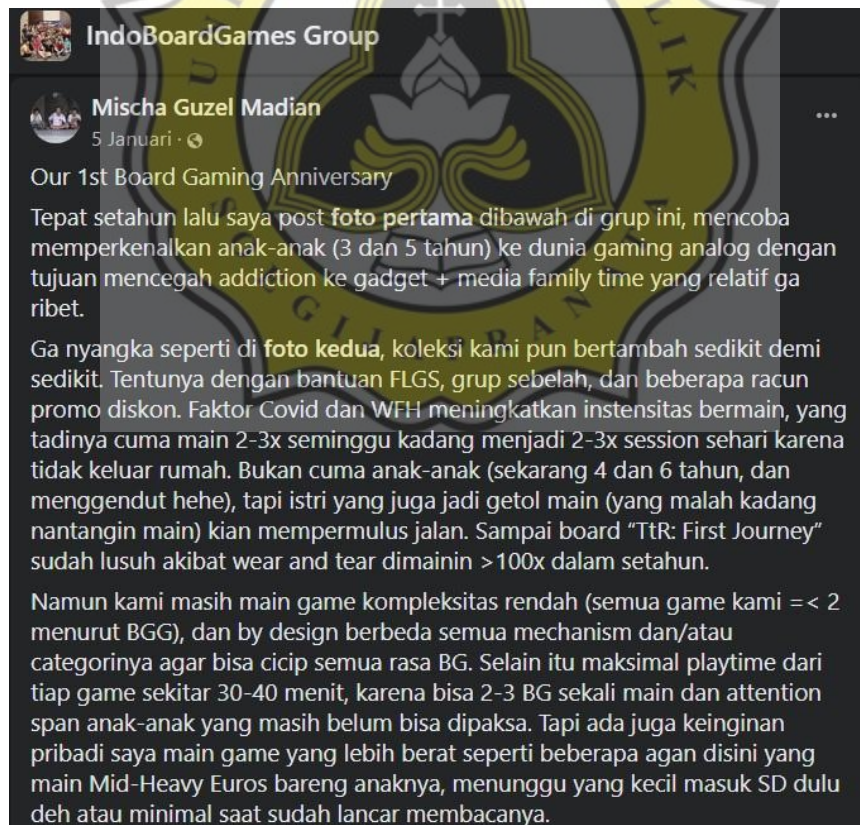 IndoBoardGames Group
Mischa Guzel Madian
5 Januari ·
Our 1st Board Gaming Anniversary
Tepat setahun lalu saya post foto pertama dibawah di grup ini, mencoba
memperkenalkan anak-anak (3 dan 5 tahun) ke dunia gaming analog dengan
tujuan mencegah addiction ke gadget + media family time yang relatif ga
ribet.
Ga nyangka seperti di foto kedua, koleksi kami pun bertambah sedikit demi
sedikit. Tentunya dengan bantuan FLGS, grup sebelah, dan beberapa racun
promo diskon. Faktor Covid dan WFH meningkatkan instensitas bermain, yang
tadinya cuma main 2-3x seminggu kadang menjadi 2-3x session sehari karena
tidak keluar rumah. Bukan cuma anak-anak (sekarang 4 dan 6 tahun, dan
menggendut hehe), tapi istri yang juga jadi getol main (yang malah kadang
nantangin main) kian mempermulus jalan. Sampai board “TtR: First Journey”
sudah lusuh akibat wear and tear dimainin >100x dalam setahun.
Namun kami masih main game kompleksitas rendah (semua game kami =< 2
menurut BGG), dan by design berbeda semua mechanism dan/atau
categorinya agar bisa cicip semua rasa BG. Selain itu maksimal playtime dari
tiap game sekitar 30-40 menit, karena bisa 2-3 BG sekali main dan attention
span anak-anak yang masih belum bisa dipaksa. Tapi ada juga keinginan
pribadi saya main game yang lebih berat seperti beberapa agan disini yang
main Mid-Heavy Euros bareng anaknya, menunggu yang kecil masuk SD dulu
deh atau minimal saat sudah lancar membacanya.
SOEGIJAPRANATA